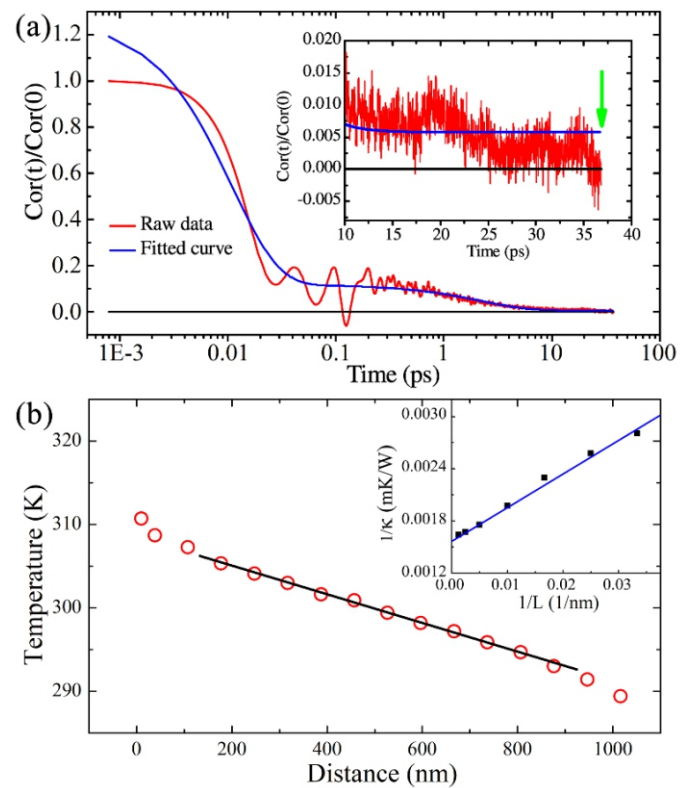 (a)
Cor(t)/Cor(0)
1.2
1.0
0.8
0.6
0.4
0.2
0.0
Raw data
Fitted curve
1E-3 0.01 0.1 1 10 100
Time (ps)
Cor(t)/Cor(0)
0.020
0.015
0.010
0.005
0.000
-0.005
10 15 20 25 30 35 40
Time (ps)
(b)
Temperature (K)
320
310
300
290
0 200 400 600 800 1000
Distance (nm)
1/κ (mK/W)
0.0030
0.0024
0.0018
0.0012
0.00 0.01 0.02 0.03
1/L (1/nm)